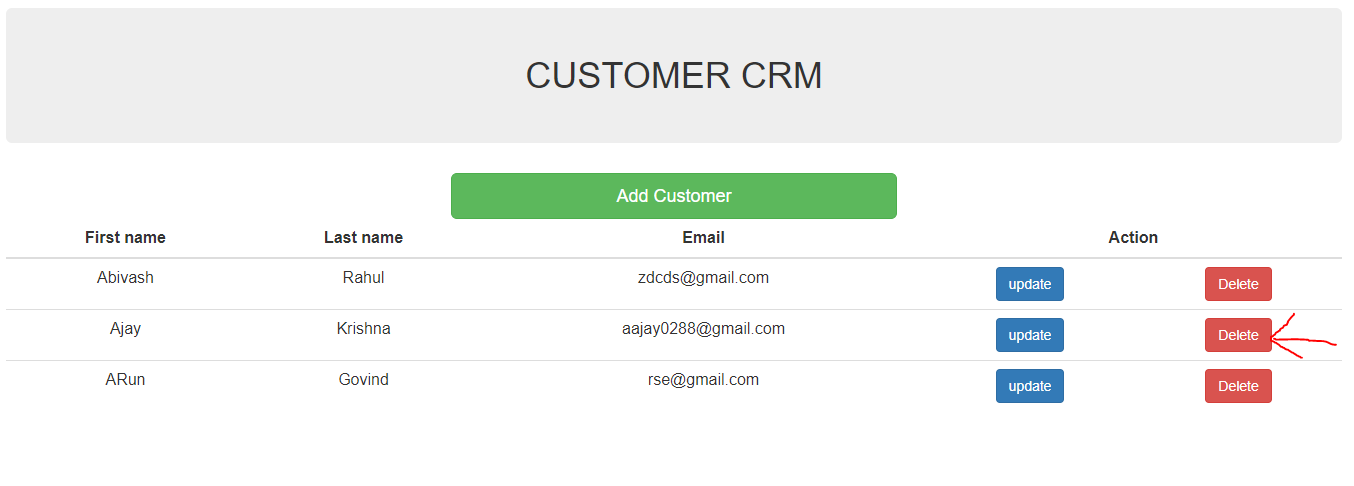 CUSTOMER CRM
Add Customer
First name Last name Email Action
Abivash Rahul zdcds@gmail.com update Delete
Ajay Krishna aajay0288@gmail.com update Delete
ARun Govind rse@gmail.com update Delete